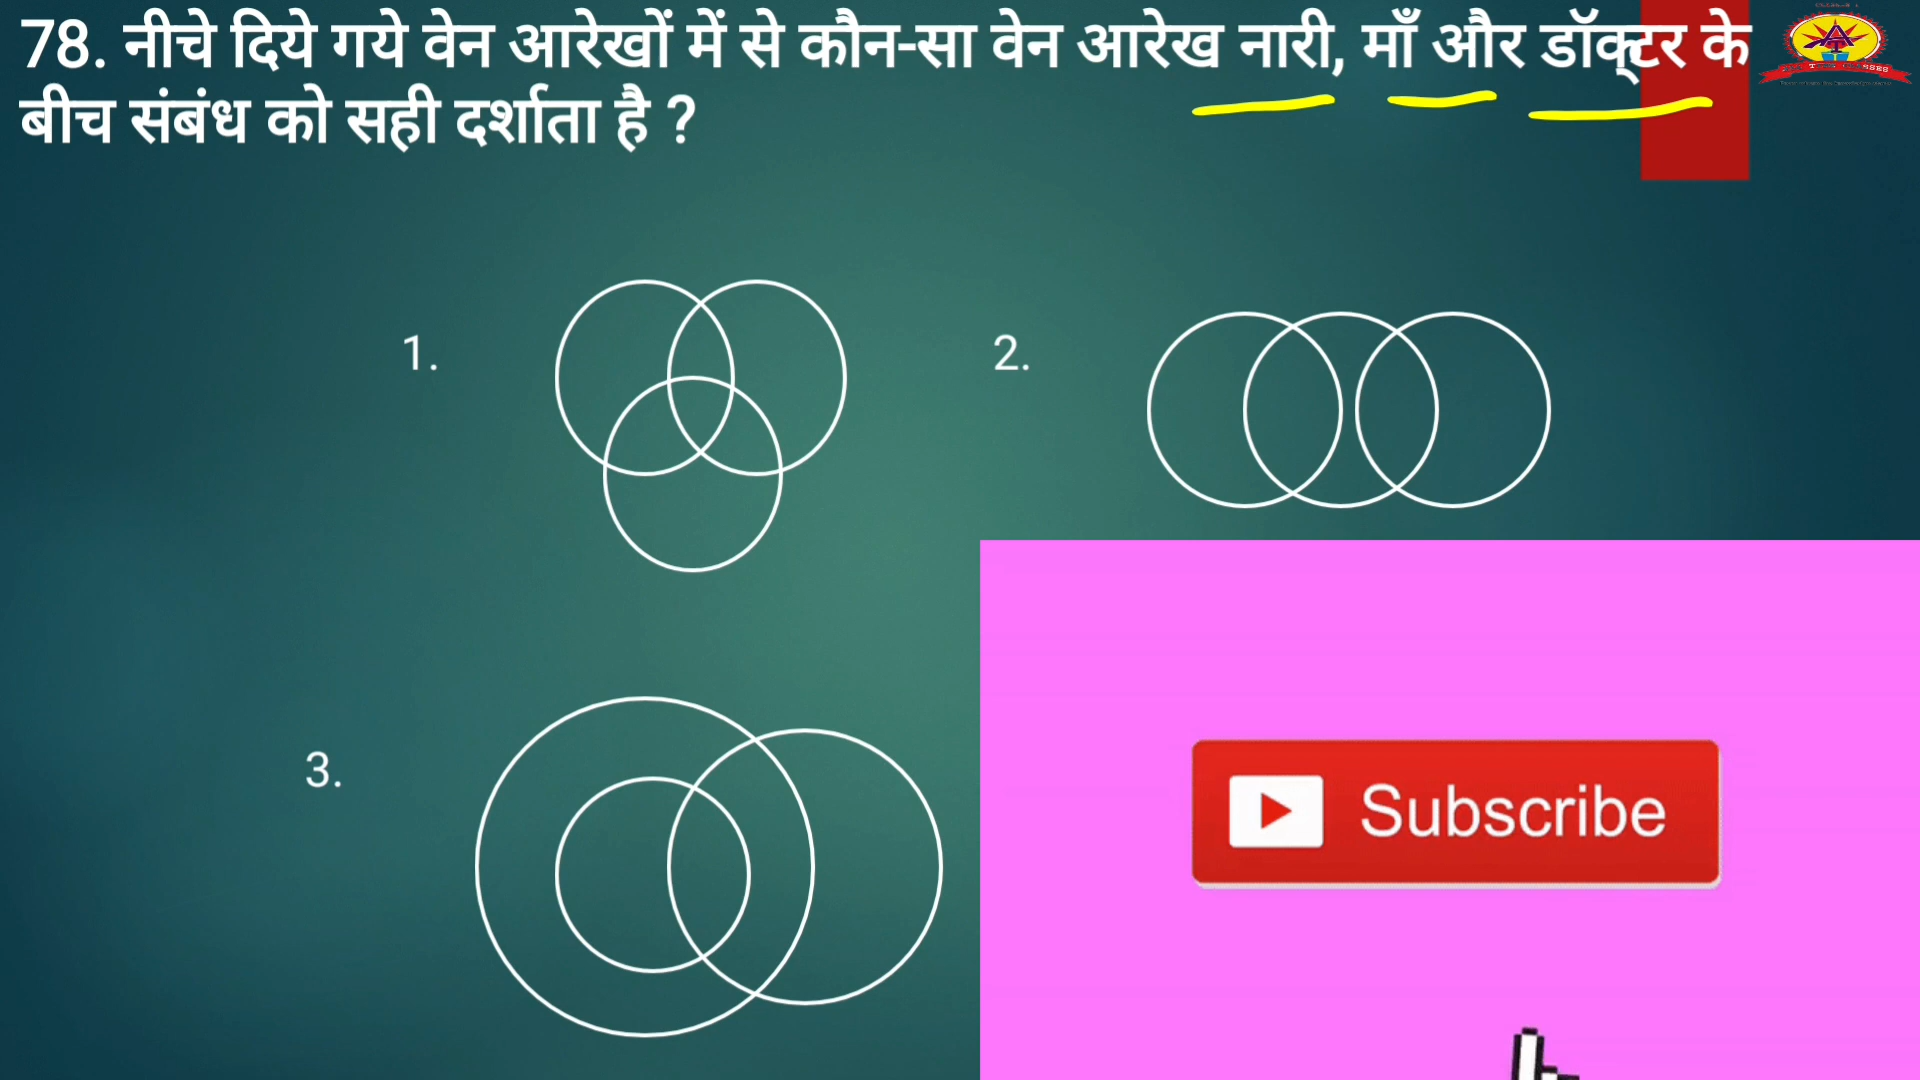 78. नीचे दिये गये वेन आरेखों में से कौन-सा वेन आरेख नारी, माँ और डॉक्टर के
बीच संबंध को सही दर्शाता है ?
1.
2.
3.
Subscribe